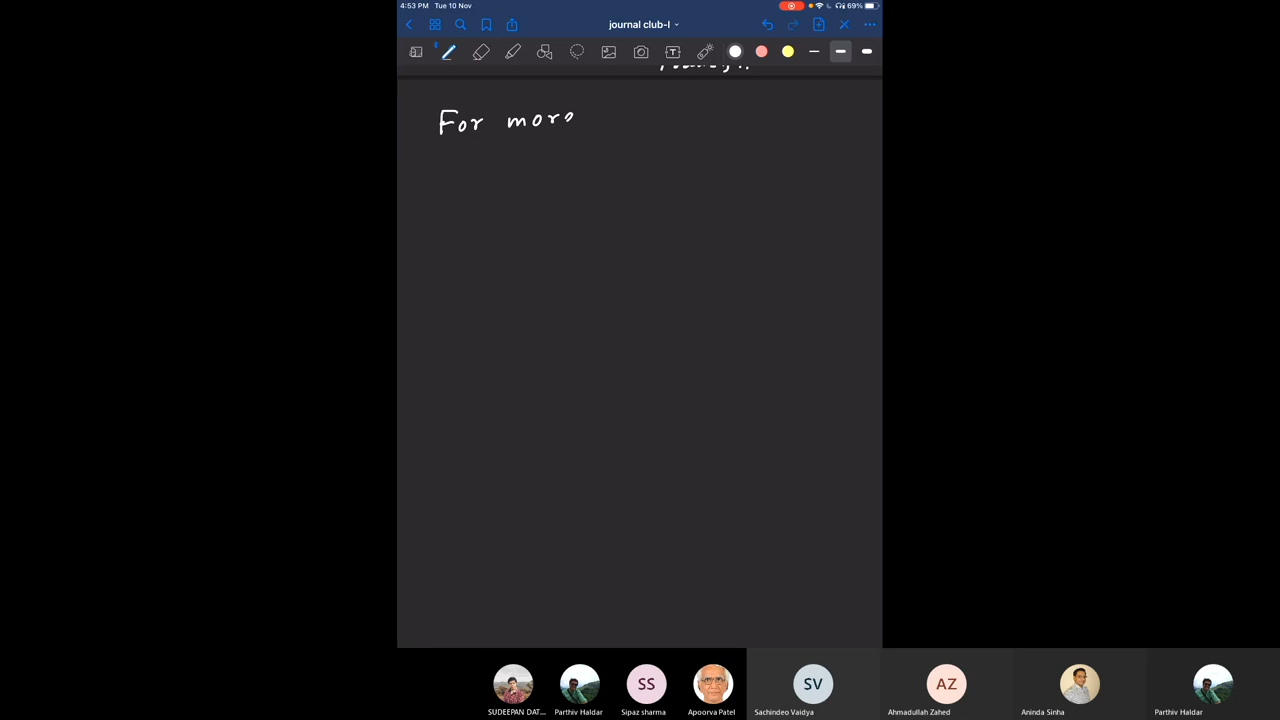 4:53 PM Tue 10 Nov
69%
journal club-I
For more
SS
SV
AZ
SUDEEPAN DAT...
Parthiv Haldar
Sipaz sharma
Apoorva Patel
Sachindeo Vaidya
Ahmadullah Zahed
Aninda Sinha
Parthiv Haldar